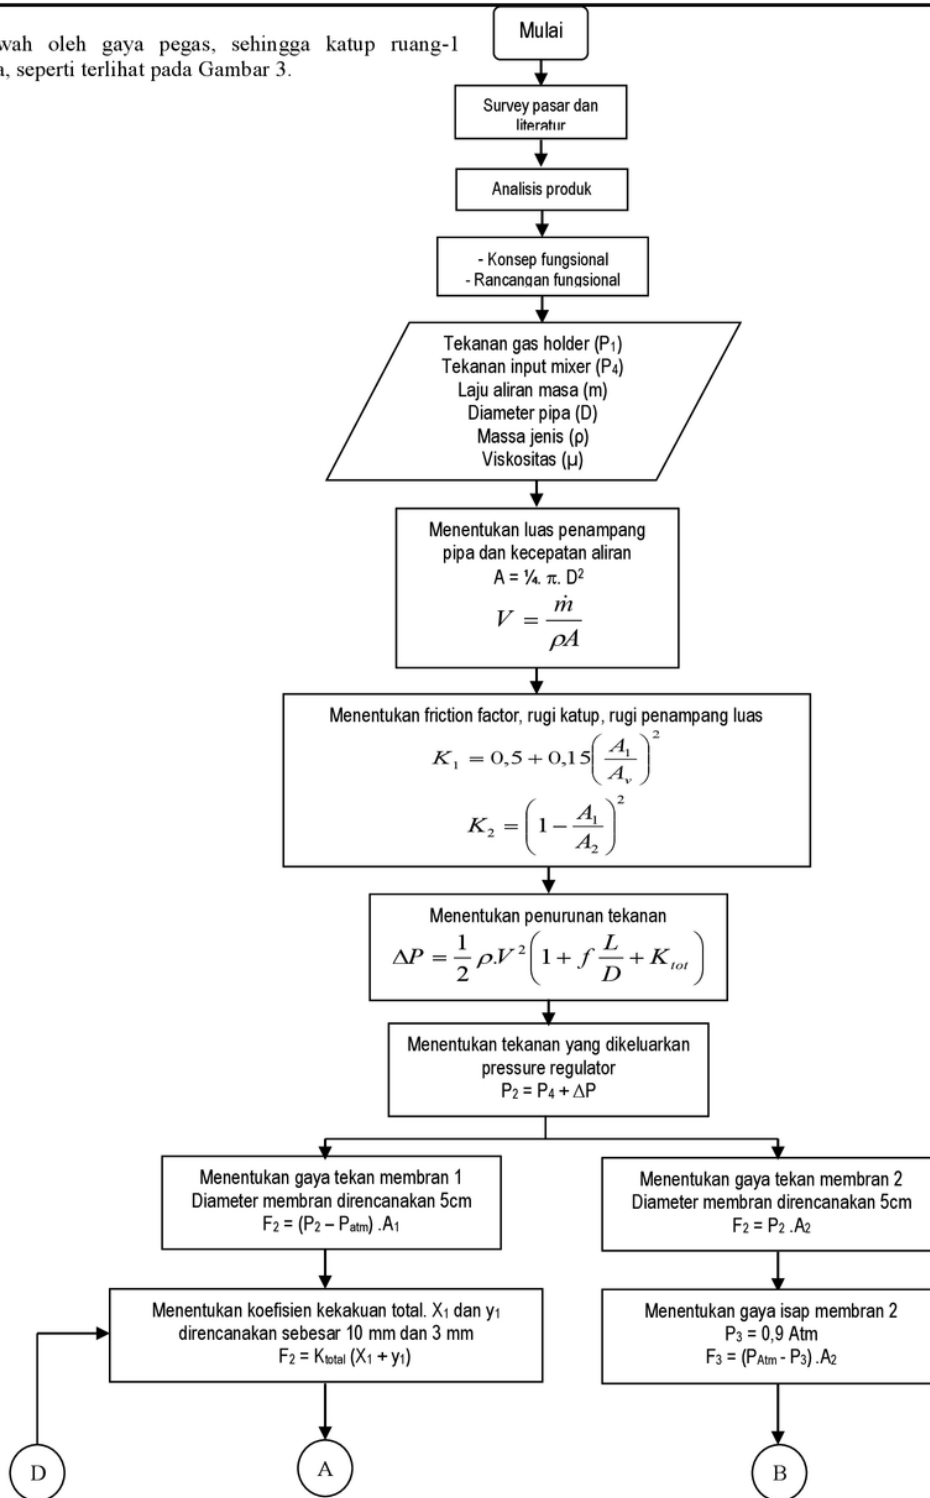 wah oleh gaya pegas, sehingga katup ruang-1
a, seperti terlihat pada Gambar 3.
Mulai
Survey pasar dan
literatur
Analisis produk
- Konsep fungsional
- Rancangan fungsional
Tekanan gas holder (P₁)
Tekanan input mixer (P₄)
Laju aliran masa (m)
Diameter pipa (D)
Massa jenis (ρ)
Viskositas (μ)
Menentukan luas penampang
pipa dan kecepatan aliran
A = ¼. π. D²
V = ṁ / ρA
Menentukan friction factor, rugi katup, rugi penampang luas
K₁ = 0,5 + 0,15(A₁ / Aᵥ)²
K₂ = (1 − A₁ / A₂)²
Menentukan penurunan tekanan
ΔP = 1/2 ρ.V²(1 + f L/D + K_tot)
Menentukan tekanan yang dikeluarkan
pressure regulator
P₂ = P₄ + ΔP
Menentukan gaya tekan membran 1
Diameter membran direncanakan 5cm
F₂ = (P₂ – Pₐₜₘ) .A₁
Menentukan gaya tekan membran 2
Diameter membran direncanakan 5cm
F₂ = P₂ .A₂
Menentukan koefisien kekakuan total. X₁ dan y₁
direncanakan sebesar 10 mm dan 3 mm
F₂ = K_total (X₁ + y₁)
Menentukan gaya isap membran 2
P₃ = 0,9 Atm
F₃ = (P_Atm - P₃) .A₂
D
A
B